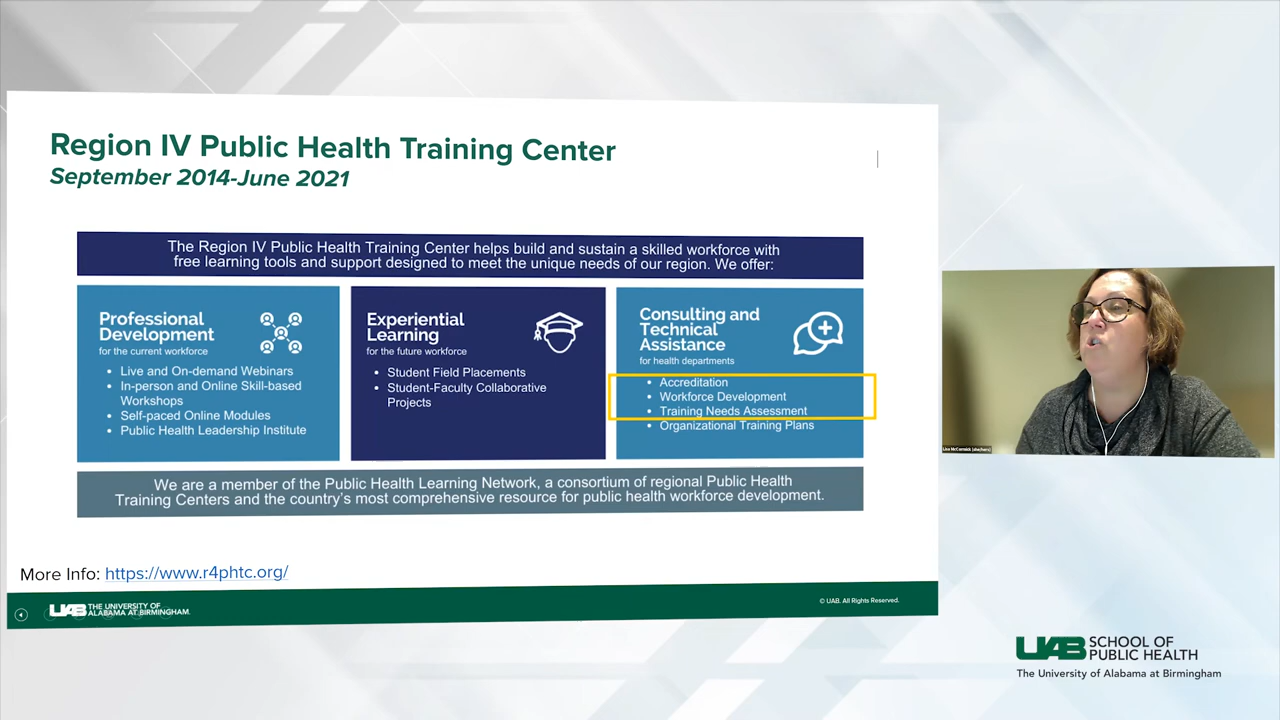 Region IV Public Health Training Center
September 2014-June 2021
The Region IV Public Health Training Center helps build and sustain a skilled workforce with
free learning tools and support designed to meet the unique needs of our region. We offer:
Professional
Development
for the current workforce
• Live and On-demand Webinars
• In-person and Online Skill-based
Workshops
• Self-paced Online Modules
• Public Health Leadership Institute
Experiential
Learning
for the future workforce
• Student Field Placements
• Student-Faculty Collaborative
Projects
Consulting and
Technical
Assistance
for health departments
• Accreditation
• Workforce Development
• Training Needs Assessment
• Organizational Training Plans
We are a member of the Public Health Learning Network, a consortium of regional Public Health
Training Centers and the country's most comprehensive resource for public health workforce development.
More Info: https://www.r4phtc.org/
UAB THE UNIVERSITY OF
ALABAMA AT BIRMINGHAM.
© UAB. All Rights Reserved.
Lisa McCormick (she/hers)
UAB SCHOOL OF
PUBLIC HEALTH
The University of Alabama at Birmingham